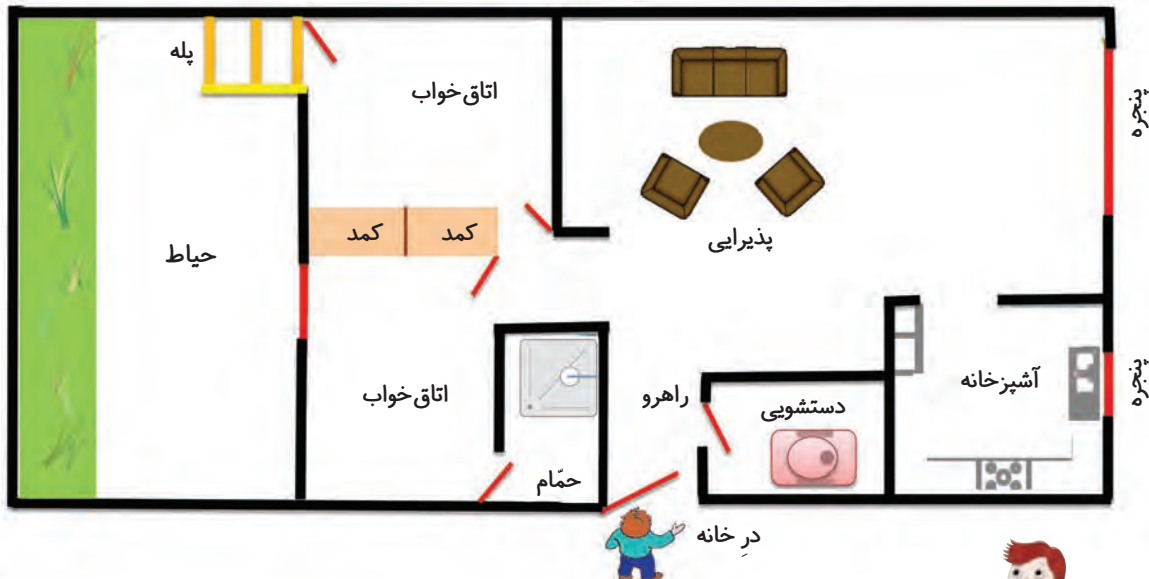 پله
اتاق‌خواب
پنجره
کمد
کمد
حیاط
پذیرایی
آشپزخانه
پنجره
اتاق‌خواب
راهرو
دستشویی
حمّام
درِ خانه